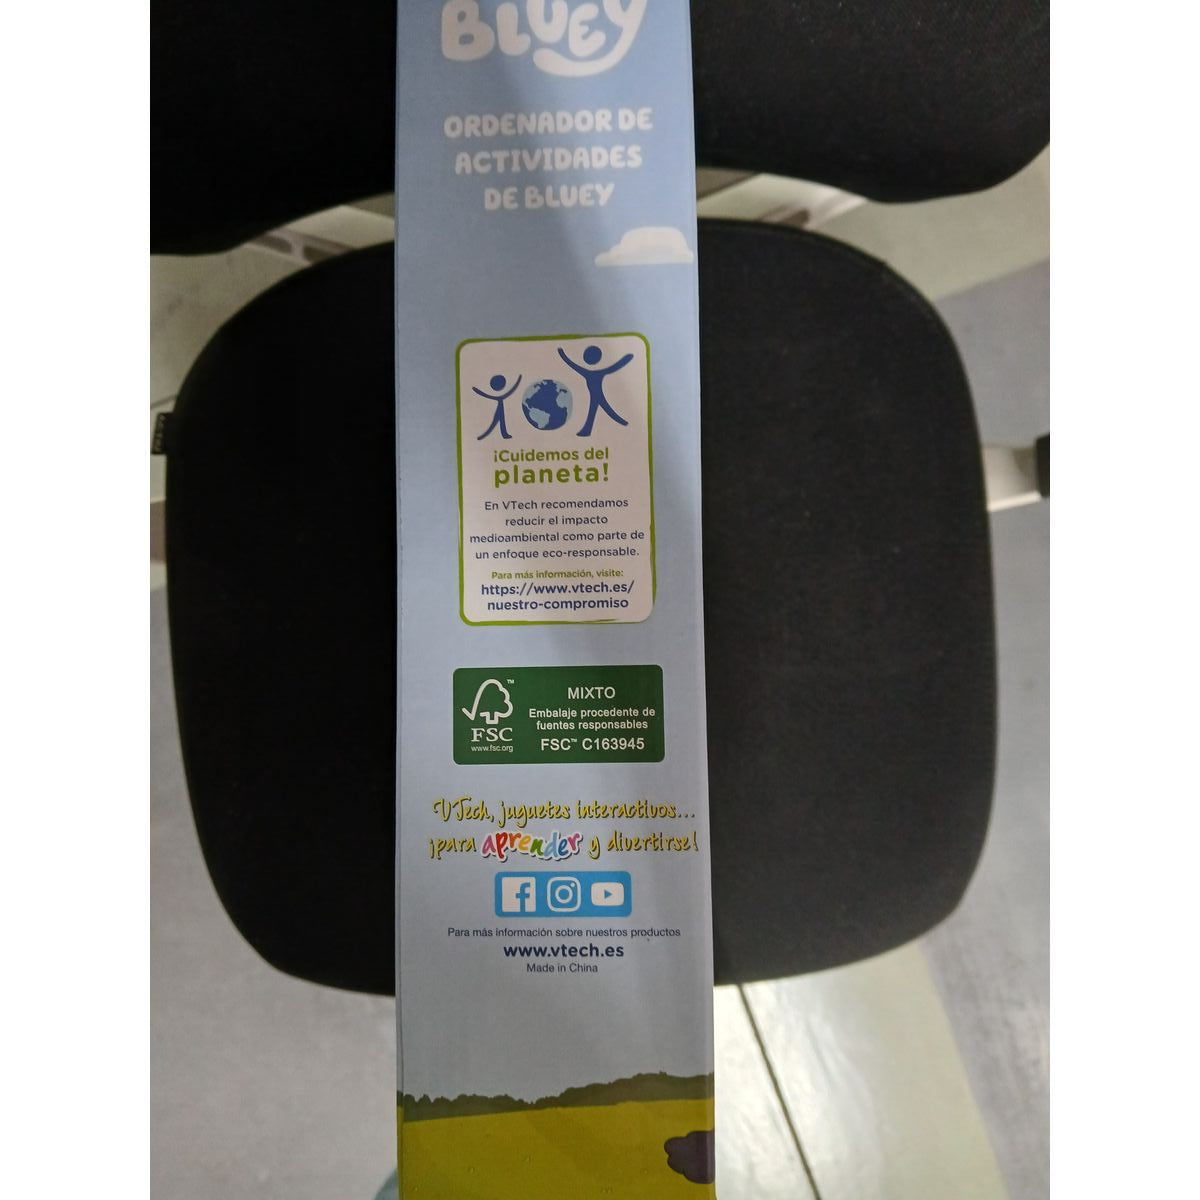 BLUEY
ORDENADOR DE
ACTIVIDADES
DE BLUEY
¡Cuidemos del
planeta!
En VTech recomendamos
reducir el impacto
medioambiental como parte de
un enfoque eco-responsable.
Para más información, visite:
https://www.vtech.es/
nuestro-compromiso
FSC
www.fsc.org
MIXTO
Embalaje procedente de
fuentes responsables
FSC™ C163945
VTech, juguetes interactivos...
¡para aprender y divertirse!
Para más información sobre nuestros productos
www.vtech.es
Made in China